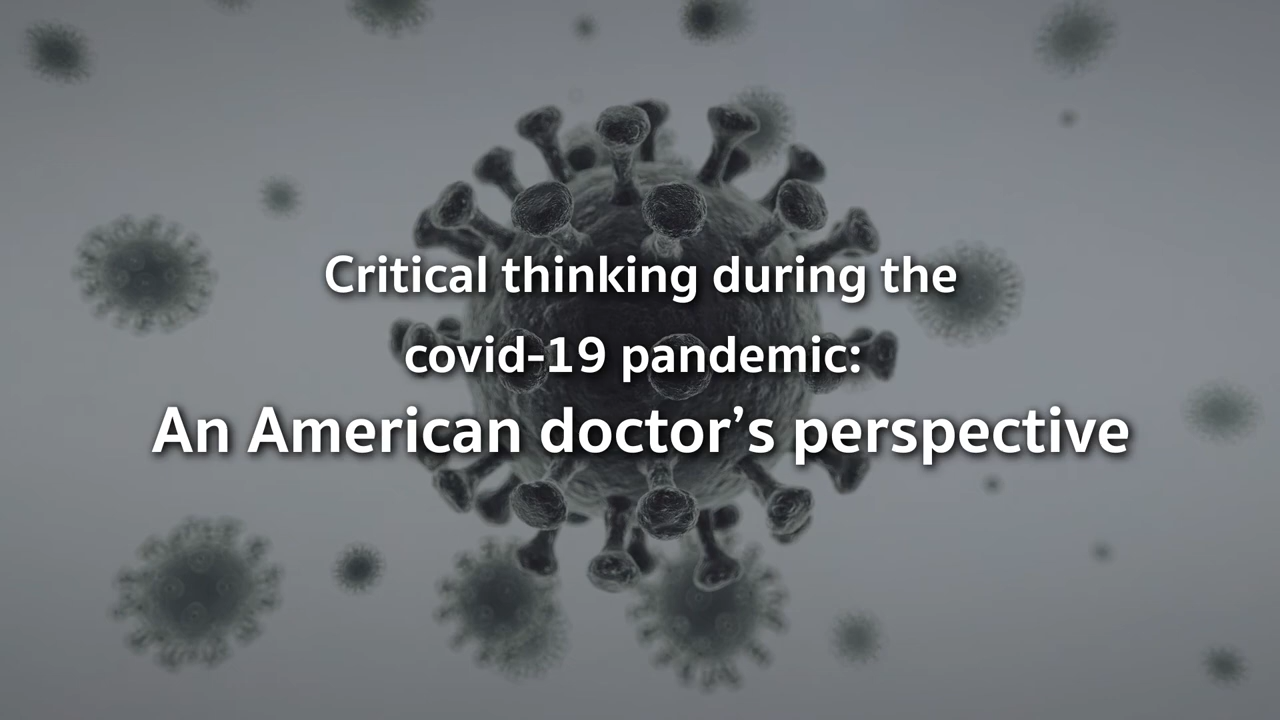 Critical thinking during the
covid-19 pandemic:
An American doctor’s perspective